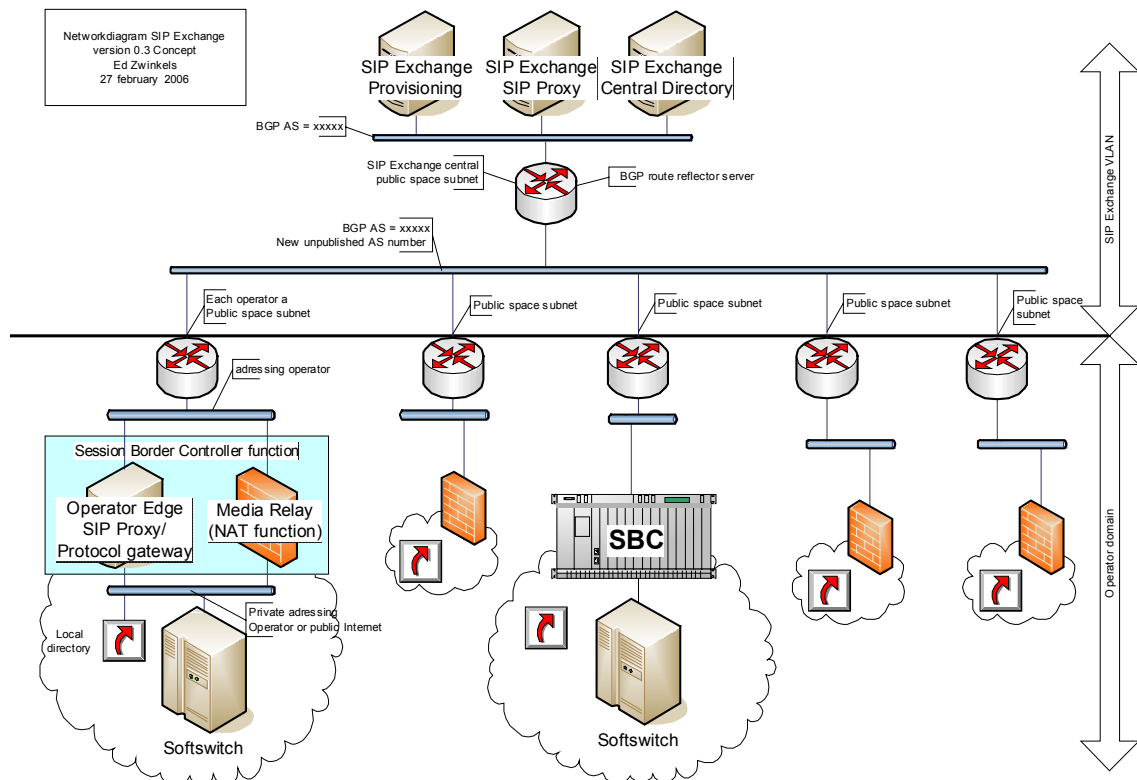 Networkdiagram SIP Exchange
version 0.3 Concept
Ed Zwinkels
27 february 2006
SIP Exchange
Provisioning
SIP Exchange
SIP Proxy
SIP Exchange
Central Directory
BGP AS = xxxxx
SIP Exchange central
public space subnet
BGP route reflector server
BGP AS = xxxxx
New unpublished AS number
SIP Exchange VLAN
Each operator a
Public space subnet
Public space subnet
Public space subnet
Public space subnet
Public space
subnet
adressing operator
Session Border Controller function
Operator Edge
SIP Proxy/
Protocol gateway
Media Relay
(NAT function)
SBC
Operator domain
Private adressing
Operator or public Internet
Local
directory
Softswitch
Softswitch